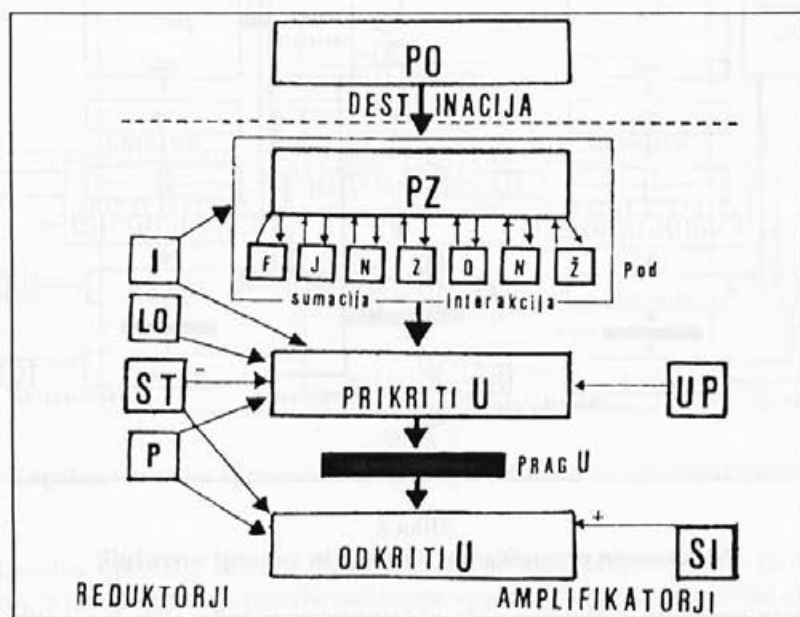 PO
DESTINACIJA
PZ
F J N Z O N Ž Pod
sumacija interakcija
I
LO
ST - PRIKRITI U UP
P
PRAG U
+
ODKRITI U SI
REDUKTORJI AMPLIFIKATORJI